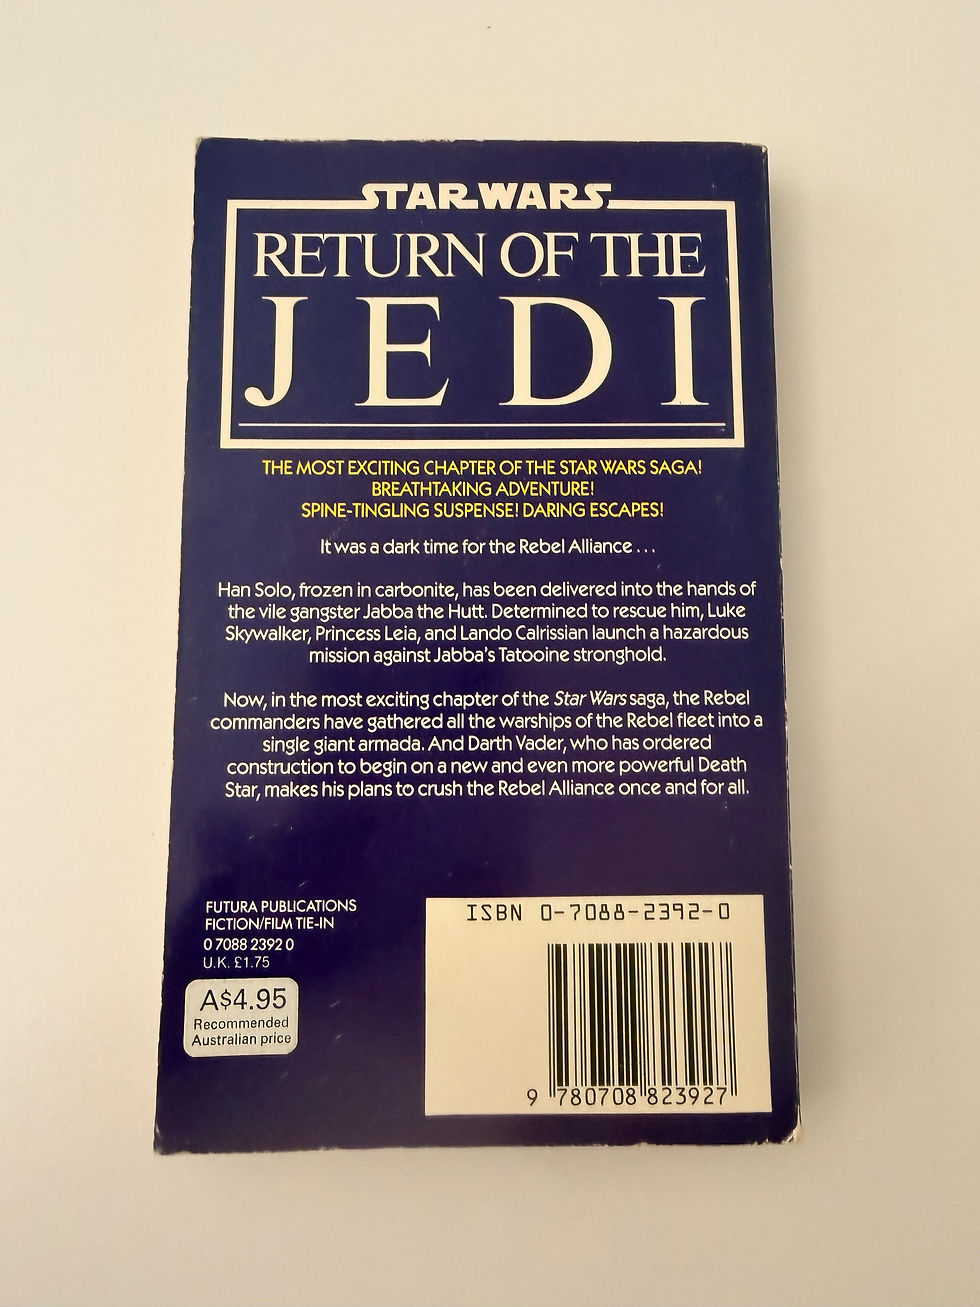 STAR WARS
RETURN OF THE
JEDI
THE MOST EXCITING CHAPTER OF THE STAR WARS SAGA!
BREATHTAKING ADVENTURE!
SPINE-TINGLING SUSPENSE! DARING ESCAPES!
It was a dark time for the Rebel Alliance . . .
Han Solo, frozen in carbonite, has been delivered into the hands of
the vile gangster Jabba the Hutt. Determined to rescue him, Luke
Skywalker, Princess Leia, and Lando Calrissian launch a hazardous
mission against Jabba's Tatooine stronghold.
Now, in the most exciting chapter of the Star Wars saga, the Rebel
commanders have gathered all the warships of the Rebel fleet into a
single giant armada. And Darth Vader, who has ordered
construction to begin on a new and even more powerful Death
Star, makes his plans to crush the Rebel Alliance once and for all.
FUTURA PUBLICATIONS
FICTION/FILM TIE-IN
0 7088 2392 0
U.K. £1.75
A$4.95
Recommended
Australian price
ISBN 0-7088-2392-0
9 780708 823927